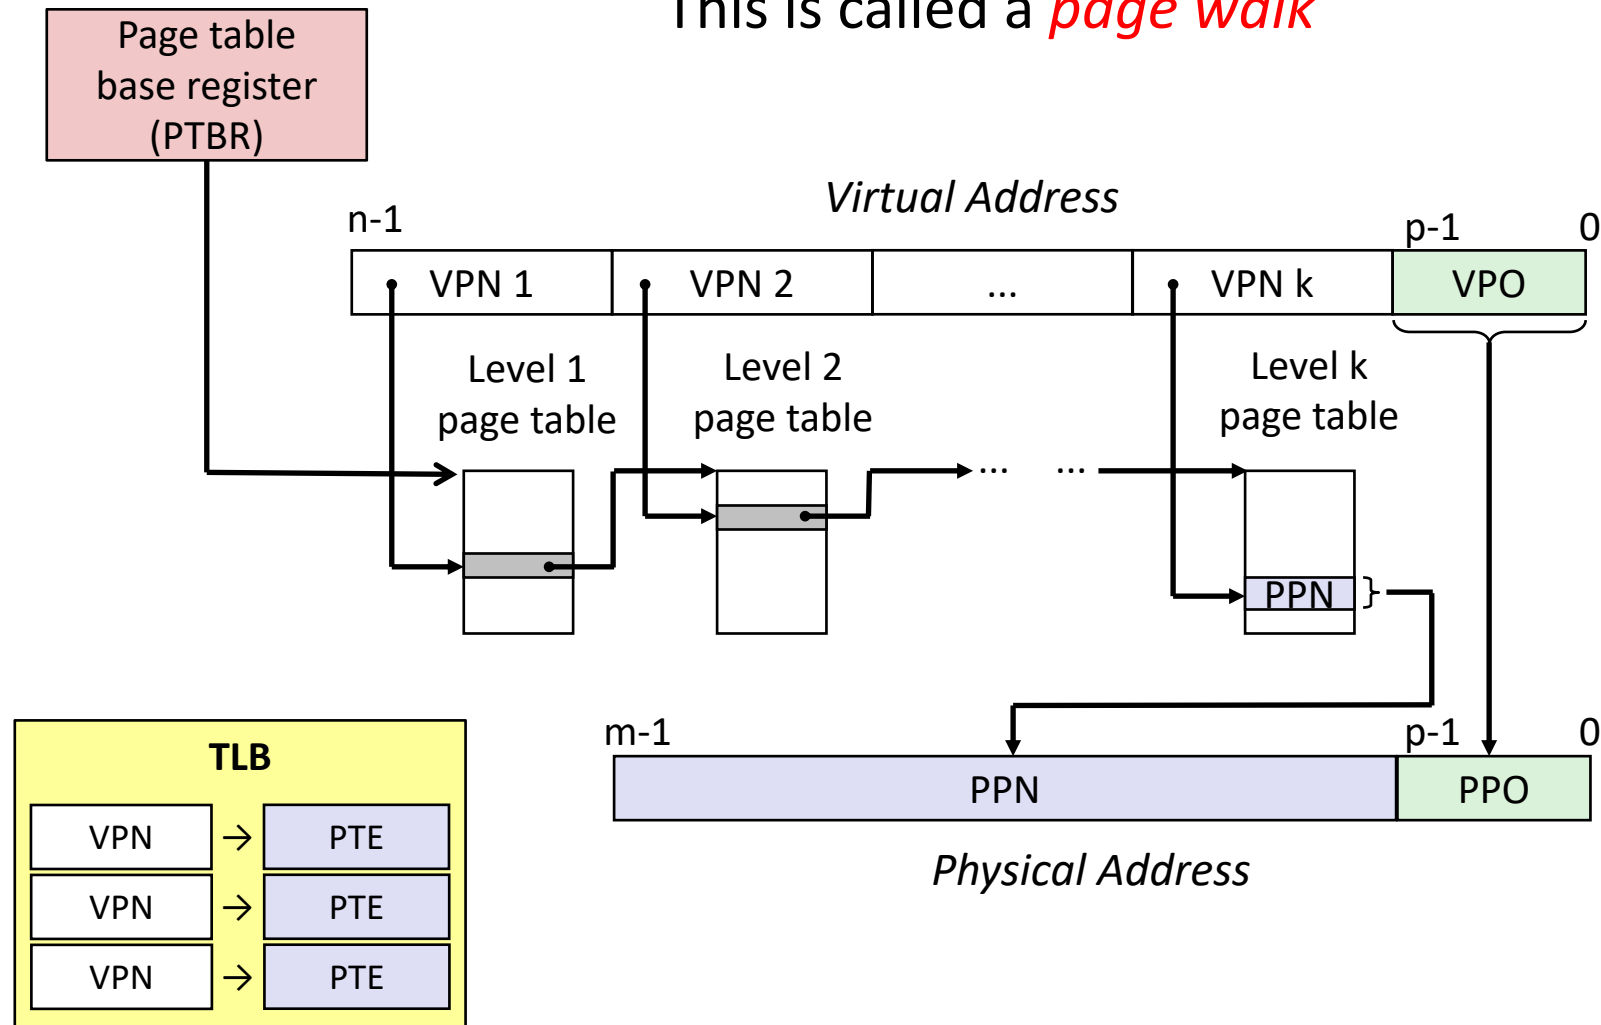 This is called a page walk
Page table
base register
(PTBR)
Virtual Address
n-1
p-1
0
VPN 1
VPN 2
...
VPN k
VPO
Level 1
page table
Level 2
page table
Level k
page table
...
...
PPN
m-1
p-1
0
PPN
PPO
Physical Address
TLB
VPN → PTE
VPN → PTE
VPN → PTE